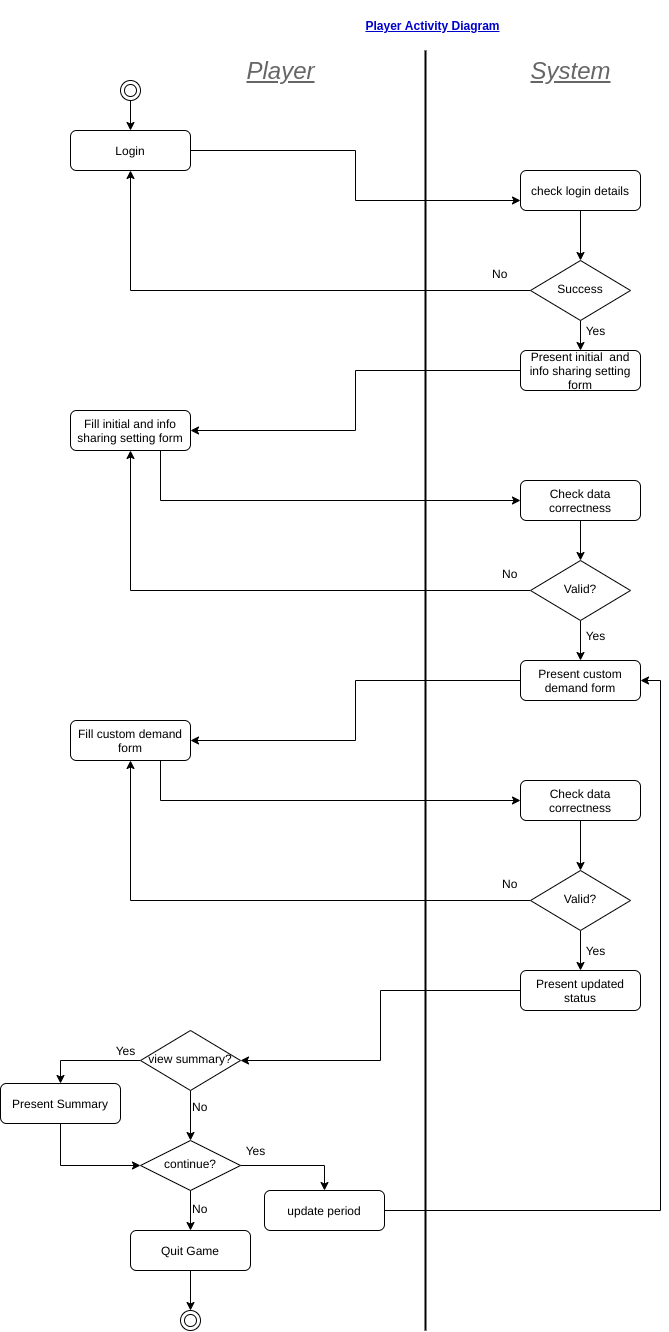 Player Activity Diagram
Player
System
Login
check login details
No
Success
Yes
Present initial  and
info sharing setting
form
Fill initial and info
sharing setting form
Check data
correctness
No
Valid?
Yes
Present custom
demand form
Fill custom demand
form
Check data
correctness
No
Valid?
Yes
Present updated
status
Yes
view summary?
Present Summary
No
continue?
Yes
No
update period
Quit Game